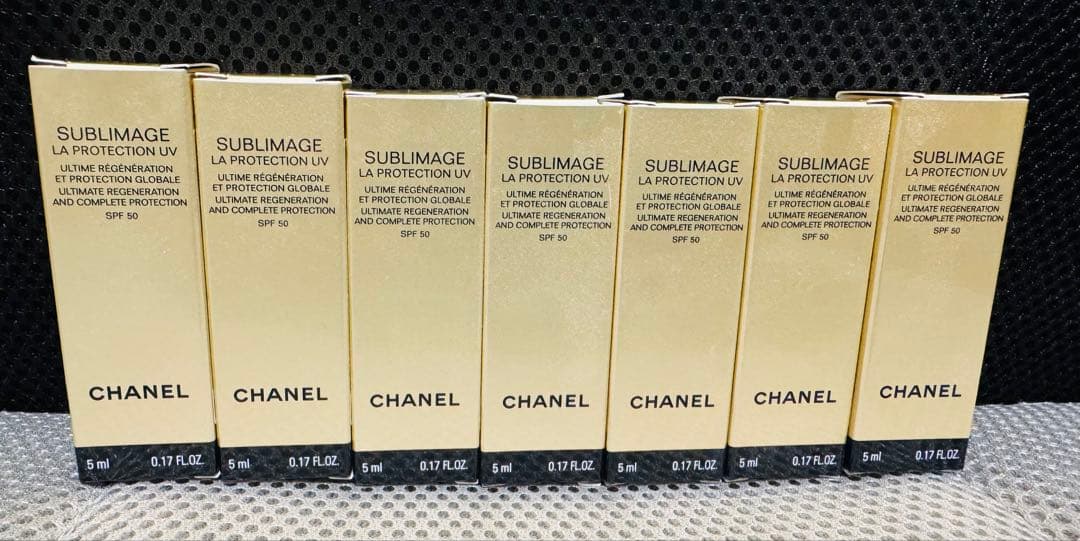 SUBLIMAGE
LA PROTECTION UV
ULTIME RÉGÉNÉRATION
ET PROTECTION GLOBALE
ULTIMATE REGENERATION
AND COMPLETE PROTECTION
SPF 50
CHANEL
5 ml 0.17 FL.OZ.
SUBLIMAGE
LA PROTECTION UV
ULTIME RÉGÉNÉRATION
ET PROTECTION GLOBALE
ULTIMATE REGENERATION
AND COMPLETE PROTECTION
SPF 50
CHANEL
5 ml 0.17 FL.OZ.
SUBLIMAGE
LA PROTECTION UV
ULTIME RÉGÉNÉRATION
ET PROTECTION GLOBALE
ULTIMATE REGENERATION
AND COMPLETE PROTECTION
SPF 50
CHANEL
5 ml 0.17 FL.OZ.
SUBLIMAGE
LA PROTECTION UV
ULTIME RÉGÉNÉRATION
ET PROTECTION GLOBALE
ULTIMATE REGENERATION
AND COMPLETE PROTECTION
SPF 50
CHANEL
5 ml 0.17 FL.OZ.
SUBLIMAGE
LA PROTECTION UV
ULTIME RÉGÉNÉRATION
ET PROTECTION GLOBALE
ULTIMATE REGENERATION
AND COMPLETE PROTECTION
SPF 50
CHANEL
5 ml 0.17 FL.OZ.
SUBLIMAGE
LA PROTECTION UV
ULTIME RÉGÉNÉRATION
ET PROTECTION GLOBALE
ULTIMATE REGENERATION
AND COMPLETE PROTECTION
SPF 50
CHANEL
5 ml 0.17 FL.OZ.
SUBLIMAGE
LA PROTECTION UV
ULTIME RÉGÉNÉRATION
ET PROTECTION GLOBALE
ULTIMATE REGENERATION
AND COMPLETE PROTECTION
SPF 50
CHANEL
5 ml 0.17 FL.OZ.